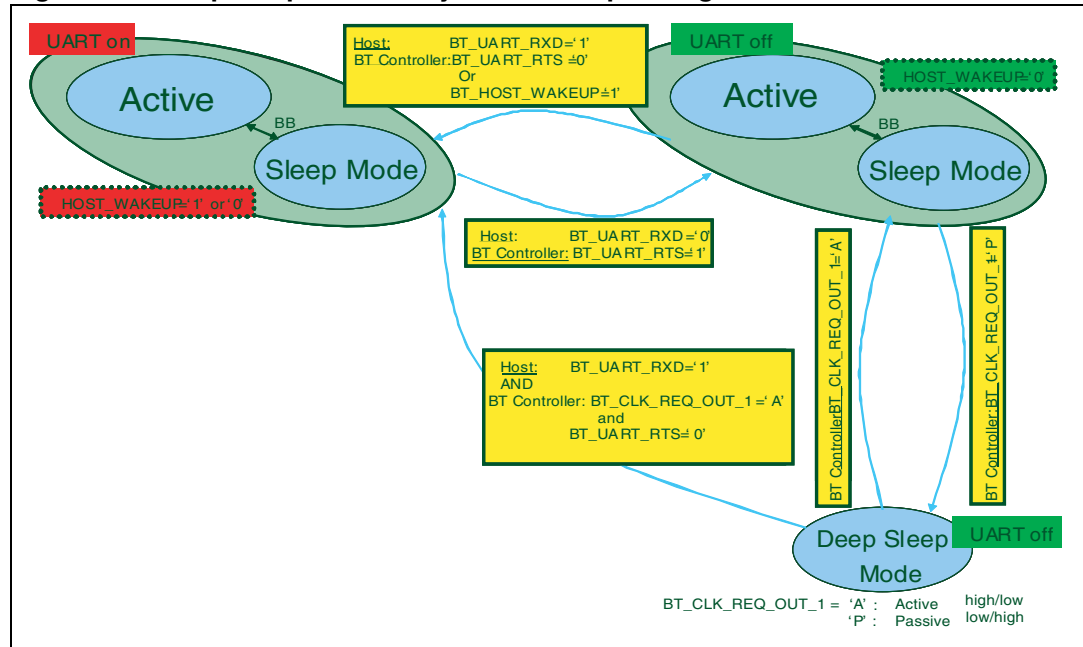 UART on
Active
BB
Sleep Mode
HOST_WAKEUP='1' or '0'
Host: BT_UART_RXD='1'
BT Controller:BT_UART_RTS ='0'
Or
BT_HOST_WAKEUP='1'
UART off
HOST_WAKEUP='0'
Active
BB
Sleep Mode
Host: BT_UART_RXD='0'
BT Controller: BT_UART_RTS='1'
Host: BT_UART_RXD='1'
AND
BT Controller: BT_CLK_REQ_OUT_1 ='A'
and
BT_UART_RTS='0'
BT Controller:BT_CLK_REQ_OUT_1='A'
BT Controller:BT_CLK_REQ_OUT_1='P'
Deep Sleep
Mode
UART off
BT_CLK_REQ_OUT_1 = 'A' : Active high/low
'P' : Passive low/high